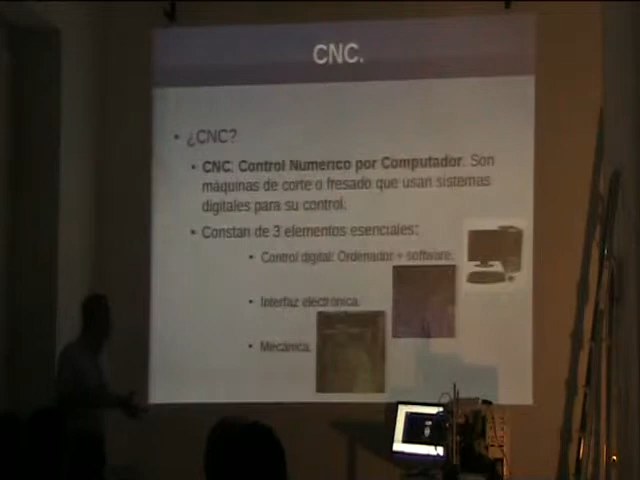 CNC.
• ¿CNC?
• CNC: Control Numerico por Computador. Son
máquinas de corte o fresado que usan sistemas
digitales para su control.
• Constan de 3 elementos esenciales:
• Control digital: Ordenador + software.
• Interfaz electrónica.
• Mecánica.